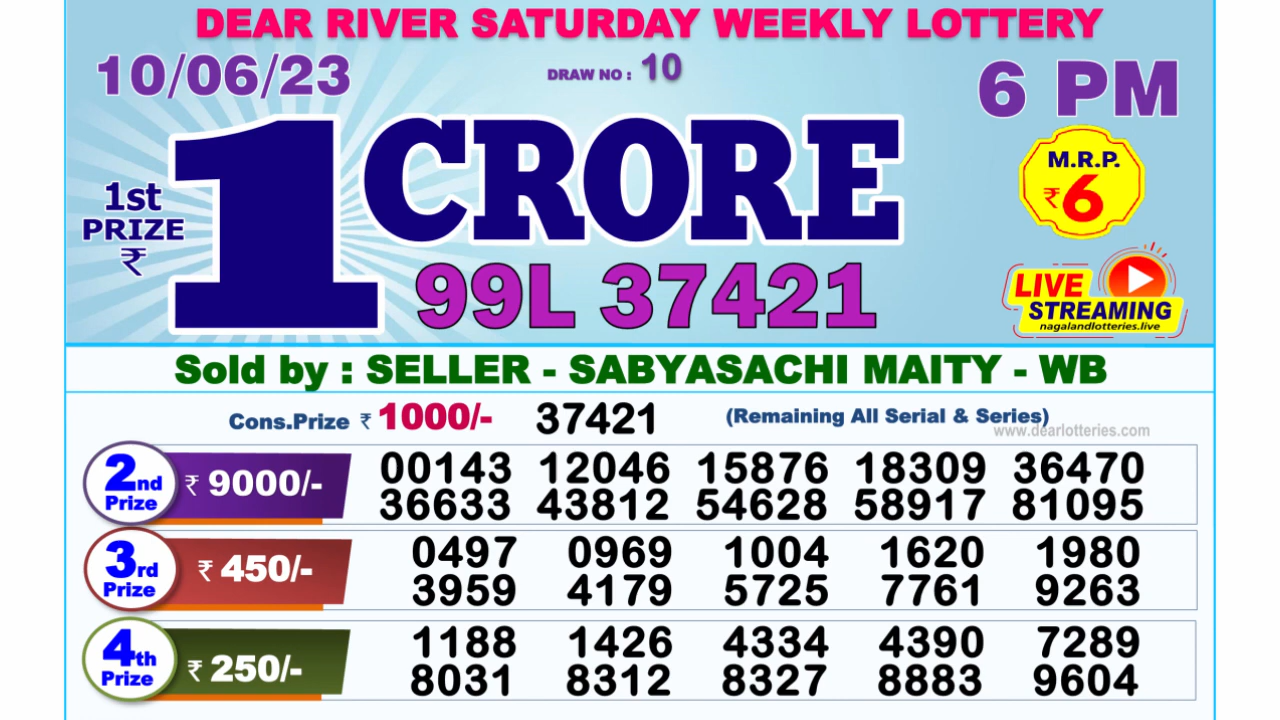 DEAR RIVER SATURDAY WEEKLY LOTTERY
10/06/23
DRAW NO : 10
6 PM
1st
PRIZE
₹
1 CRORE
M.R.P.
₹6
99L 37421
LIVE
STREAMING
nagalandlotteries.live
Sold by : SELLER - SABYASACHI MAITY - WB
Cons.Prize ₹ 1000/- 37421 (Remaining All Serial & Series)
www.dearlotteries.com
2nd Prize ₹ 9000/-
00143 12046 15876 18309 36470
36633 43812 54628 58917 81095
3rd Prize ₹ 450/-
0497 0969 1004 1620 1980
3959 4179 5725 7761 9263
4th Prize ₹ 250/-
1188 1426 4334 4390 7289
8031 8312 8327 8883 9604